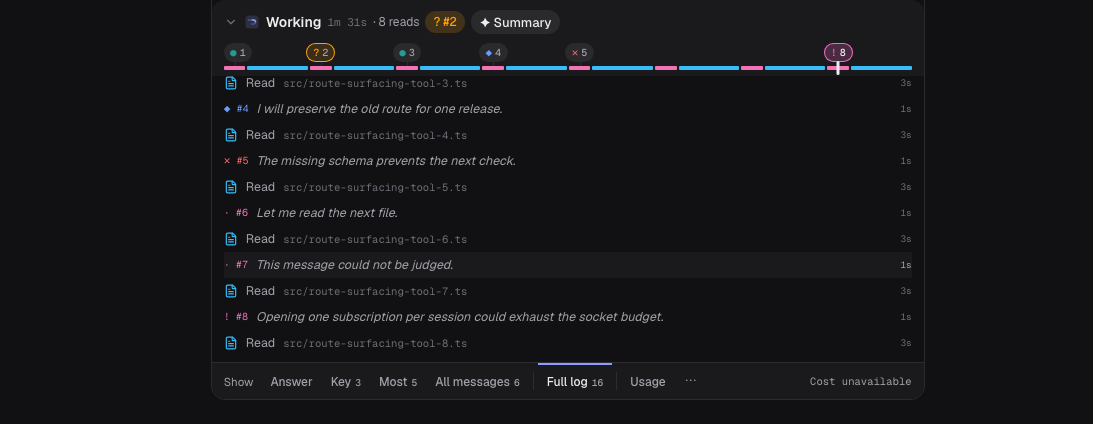 Working 1m 31s · 8 reads ? #2 Summary
1 ? 2 3 4 × 5 ! 8
Read src/route-surfacing-tool-3.ts 3s
◆ #4 I will preserve the old route for one release. 1s
Read src/route-surfacing-tool-4.ts 3s
× #5 The missing schema prevents the next check. 1s
Read src/route-surfacing-tool-5.ts 3s
· #6 Let me read the next file. 1s
Read src/route-surfacing-tool-6.ts 3s
· #7 This message could not be judged. 1s
Read src/route-surfacing-tool-7.ts 3s
! #8 Opening one subscription per session could exhaust the socket budget. 1s
Read src/route-surfacing-tool-8.ts 3s
Show Answer Key 3 Most 5 All messages 6 Full log 16 Usage ··· Cost unavailable